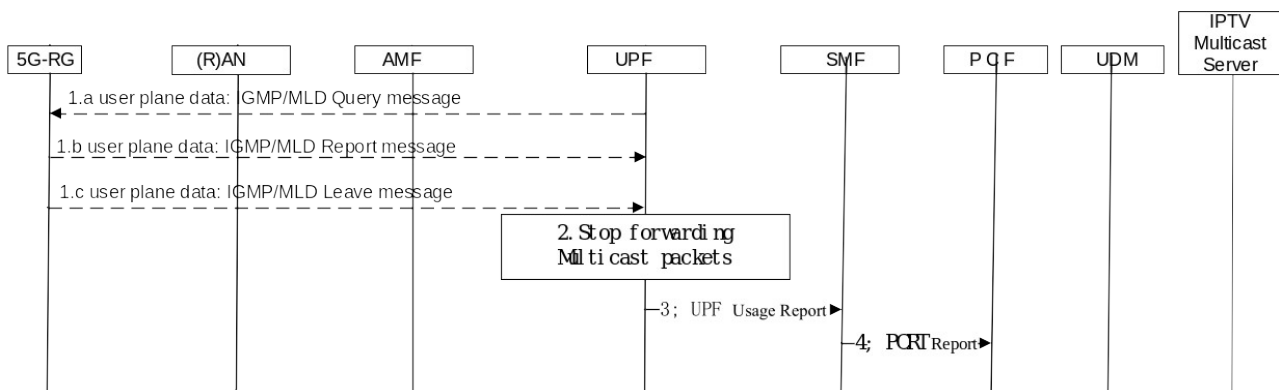 IPTV
Multicast
Server
5G-RG
(R)AN
AMF
UPF
SMF
PCF
UDM
1.a user plane data: IGMP/MLD Query message
1.b user plane data: IGMP/MLD Report message
1.c user plane data: IGMP/MLD Leave message
2. Stop forwarding
Multicast packets
3; UPF Usage Report
4; PCRT Report